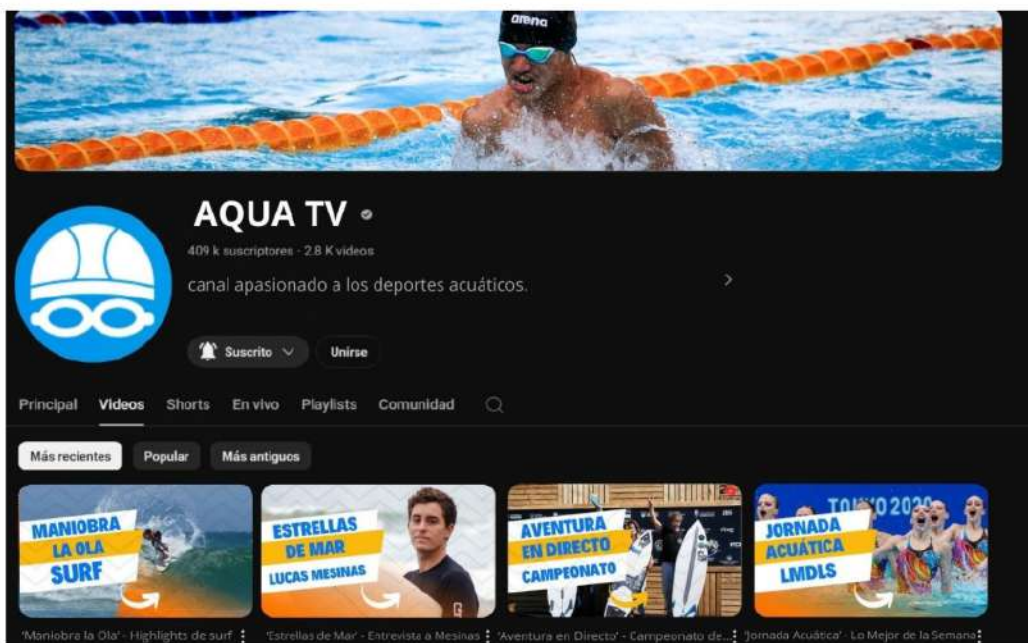 arena
AQUA TV
409 k suscriptores · 2.8 K videos
canal apasionado a los deportes acuáticos.
Suscrito
Unirse
Principal Videos Shorts En vivo Playlists Comunidad
Más recientes Popular Más antiguos
MANIOBRA
LA OLA
SURF
ESTRELLAS
DE MAR
LUCAS MESINAS
AVENTURA
EN DIRECTO
CAMPEONATO
TOKYO 2020
JORNADA
ACUÁTICA
LMDLS
'Maniobra la Ola' - Highlights de surf
'Estrellas de Mar' - Entrevista a Mesinas
'Aventura en Directo' - Campeonato de...
'Jornada Acuática' - Lo Mejor de la Semana